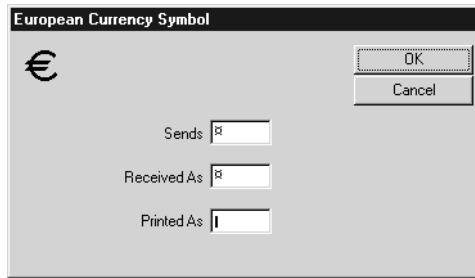 European Currency Symbol
€
OK
Cancel
Sends ¤
Received As ¤
Printed As